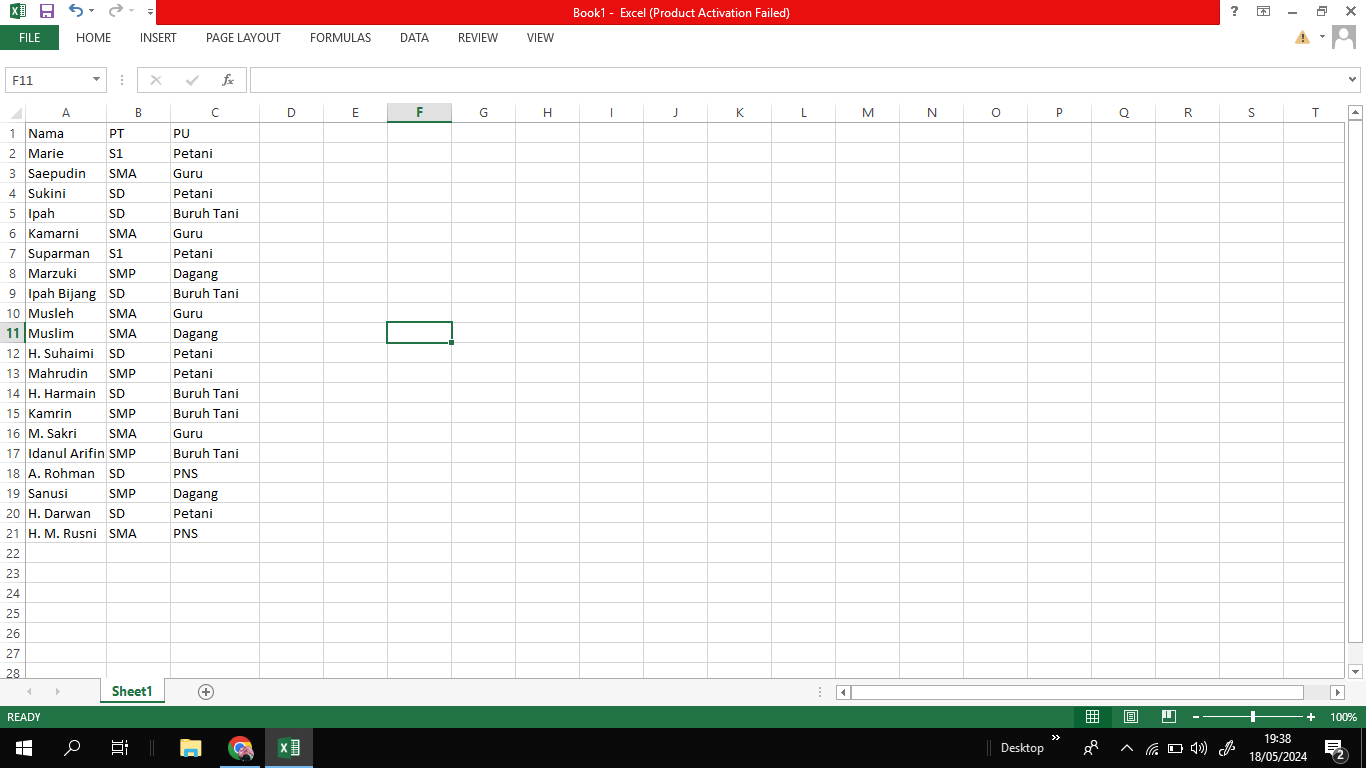 Book1 - Excel (Product Activation Failed)
?
FILE HOME INSERT PAGE LAYOUT FORMULAS DATA REVIEW VIEW
F11 fx
A B C D E F G H I J K L M N O P Q R S T
1 Nama PT PU
2 Marie S1 Petani
3 Saepudin SMA Guru
4 Sukini SD Petani
5 Ipah SD Buruh Tani
6 Kamarni SMA Guru
7 Suparman S1 Petani
8 Marzuki SMP Dagang
9 Ipah Bijang SD Buruh Tani
10 Musleh SMA Guru
11 Muslim SMA Dagang
12 H. Suhaimi SD Petani
13 Mahrudin SMP Petani
14 H. Harmain SD Buruh Tani
15 Kamrin SMP Buruh Tani
16 M. Sakri SMA Guru
17 Idanul Arifin SMP Buruh Tani
18 A. Rohman SD PNS
19 Sanusi SMP Dagang
20 H. Darwan SD Petani
21 H. M. Rusni SMA PNS
22
23
24
25
26
27
28
Sheet1
READY 100%
Desktop 19:38
18/05/2024 2